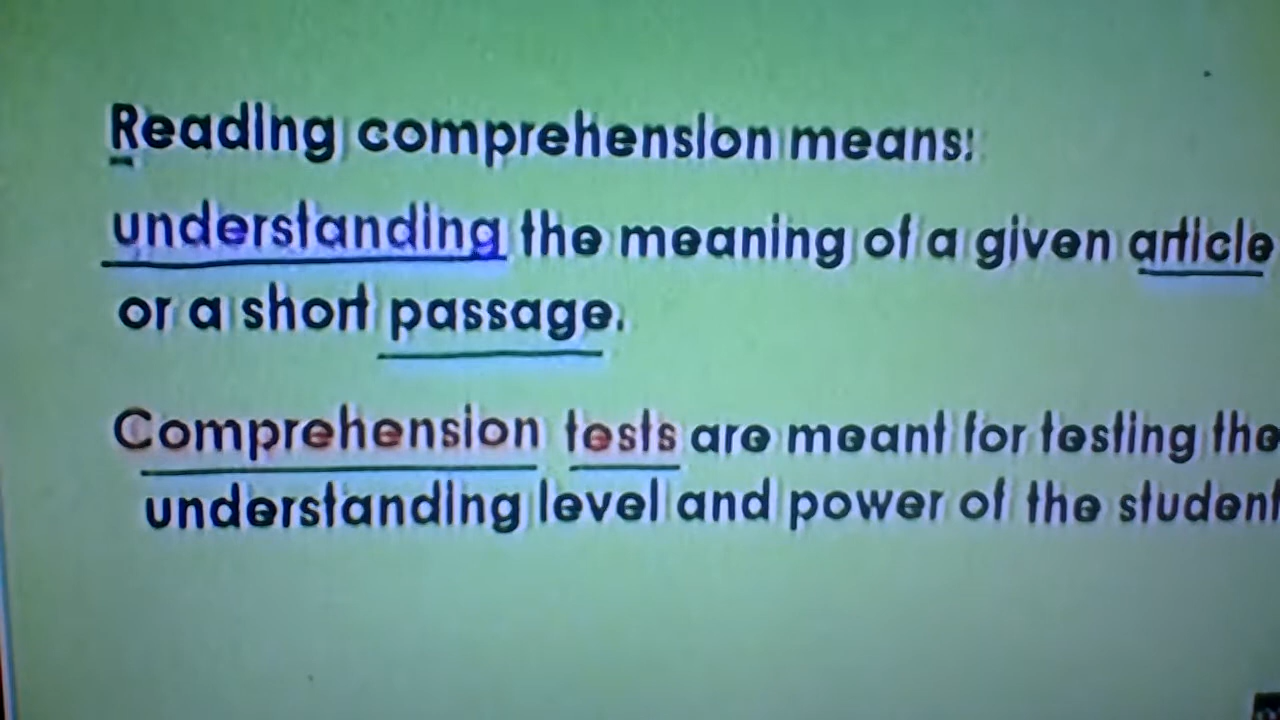 Reading comprehension means:
understanding the meaning of a given article
or a short passage.
Comprehension tests are meant for testing the
understanding level and power of the student